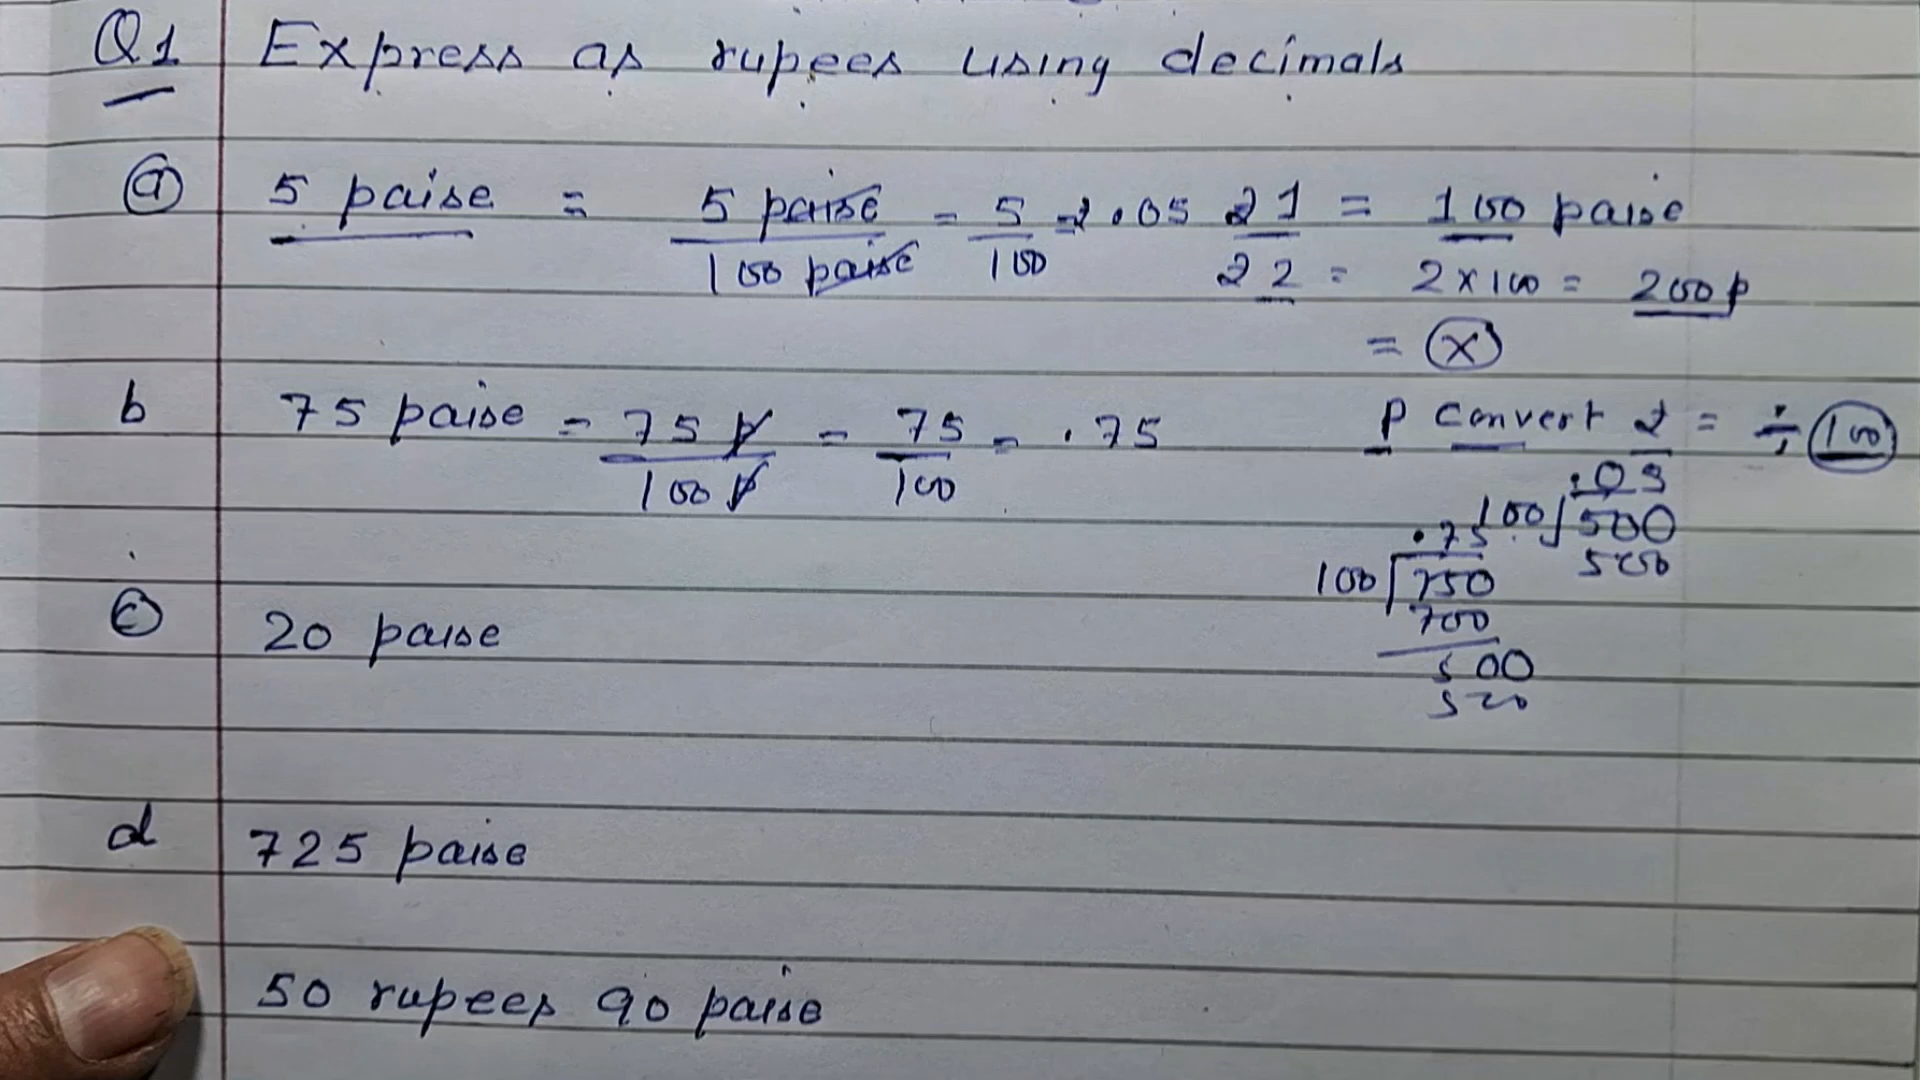 Q1 Express as rupees using decimals
a 5 paise = 5 paise / 100 paise = 5/100 = ₹ .05 ₹1 = 100 paise
₹2 = 2x100 = 200p
= x
b 75 paise = 75 p / 100 p = 75/100 = .75 P convert ₹ = ÷ 100
.05
100 500
500
.75
100 750
700
500
500
c 20 paise
d 725 paise
50 rupees 90 paise